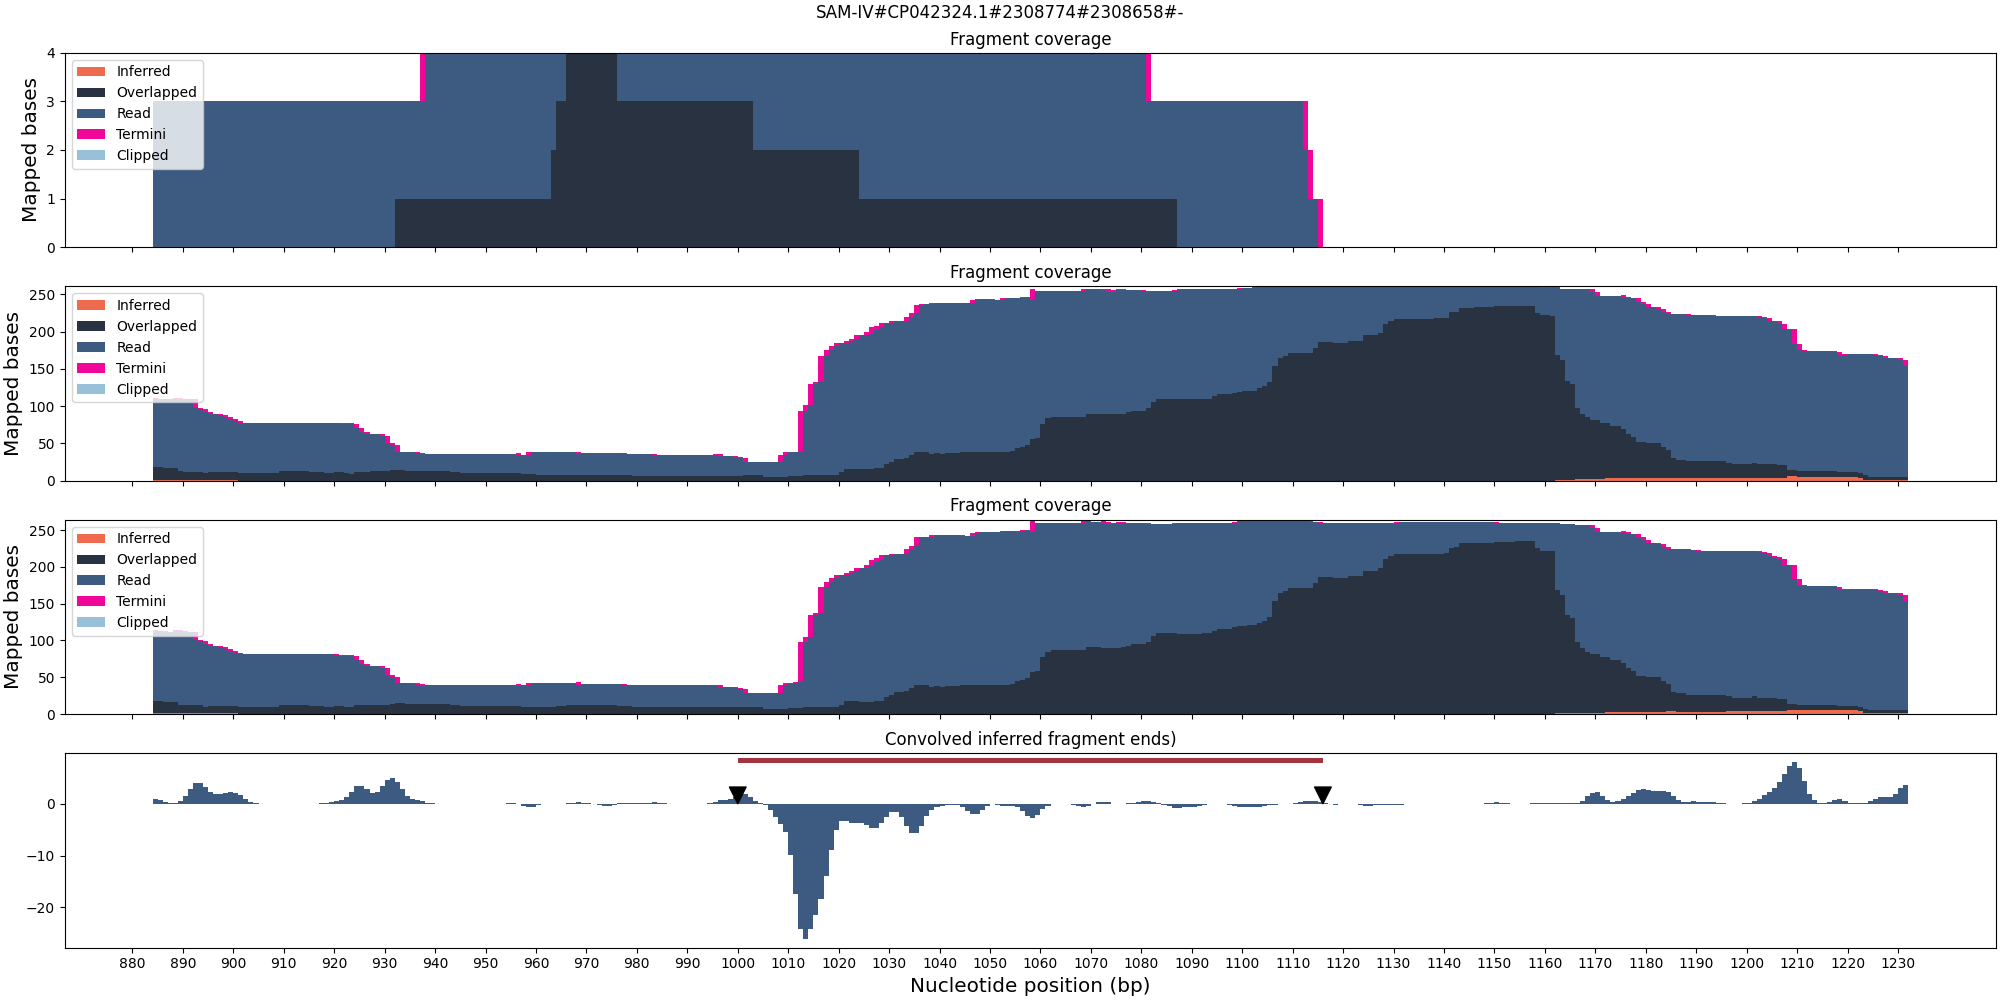 SAM-IV#CP042324.1#2308774#2308658#-
Fragment coverage
Mapped bases
4
3
2
1
0
Inferred
Overlapped
Read
Termini
Clipped
Fragment coverage
Mapped bases
250
200
150
100
50
0
Inferred
Overlapped
Read
Termini
Clipped
Fragment coverage
Mapped bases
250
200
150
100
50
0
Inferred
Overlapped
Read
Termini
Clipped
Convolved inferred fragment ends)
0
−10
−20
880 890 900 910 920 930 940 950 960 970 980 990 1000 1010 1020 1030 1040 1050 1060 1070 1080 1090 1100 1110 1120 1130 1140 1150 1160 1170 1180 1190 1200 1210 1220 1230
Nucleotide position (bp)